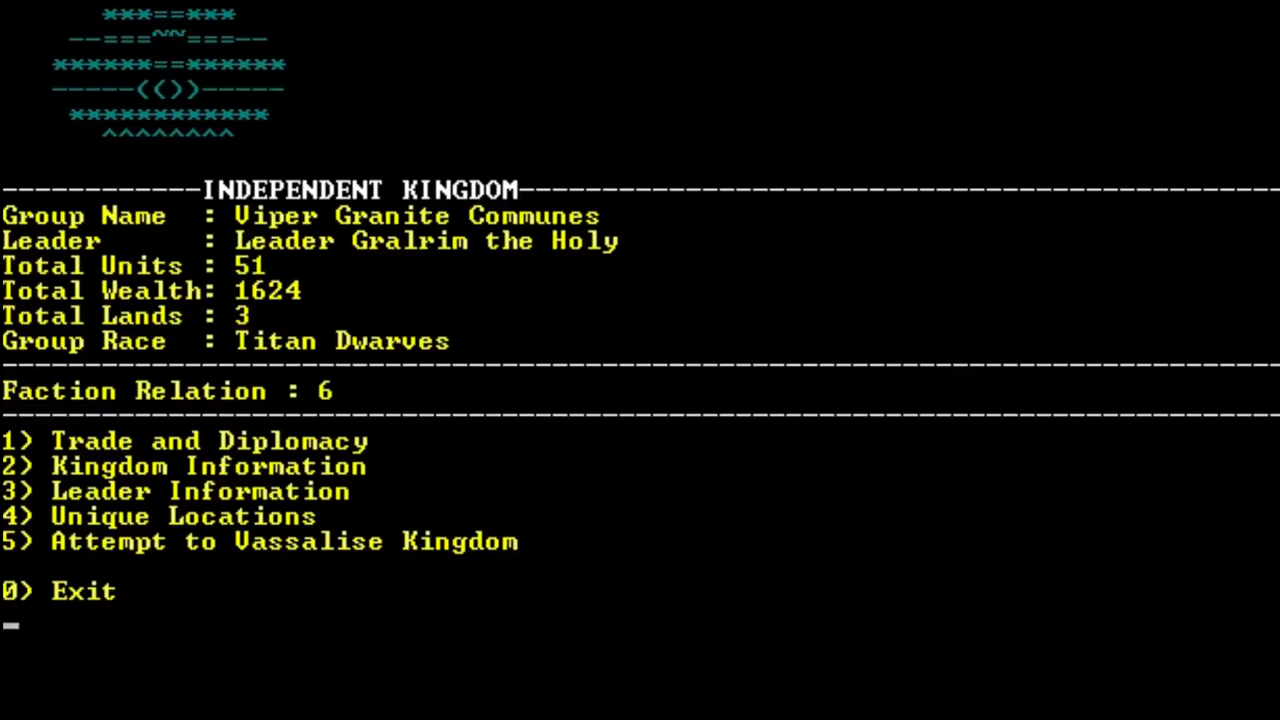 ***==***
--===~~===--
******==******
-----(())-----
************
^^^^^^^^
------------INDEPENDENT KINGDOM----------------------------------------------
Group Name  : Viper Granite Communes
Leader      : Leader Gralrim the Holy
Total Units : 51
Total Wealth: 1624
Total Lands : 3
Group Race  : Titan Dwarves
-----------------------------------------------------------------------------
Faction Relation : 6
-----------------------------------------------------------------------------
1) Trade and Diplomacy
2) Kingdom Information
3) Leader Information
4) Unique Locations
5) Attempt to Vassalise Kingdom
0) Exit
_